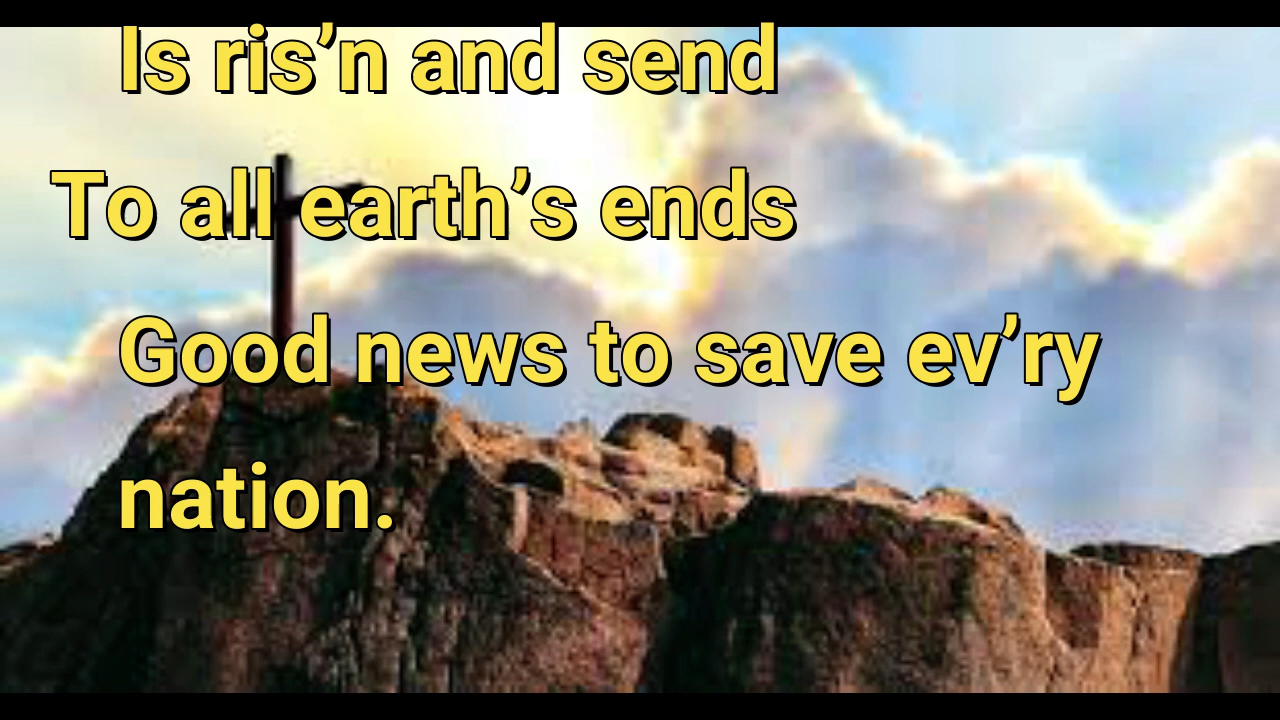 Is ris’n and send
To all earth’s ends
Good news to save ev’ry
nation.